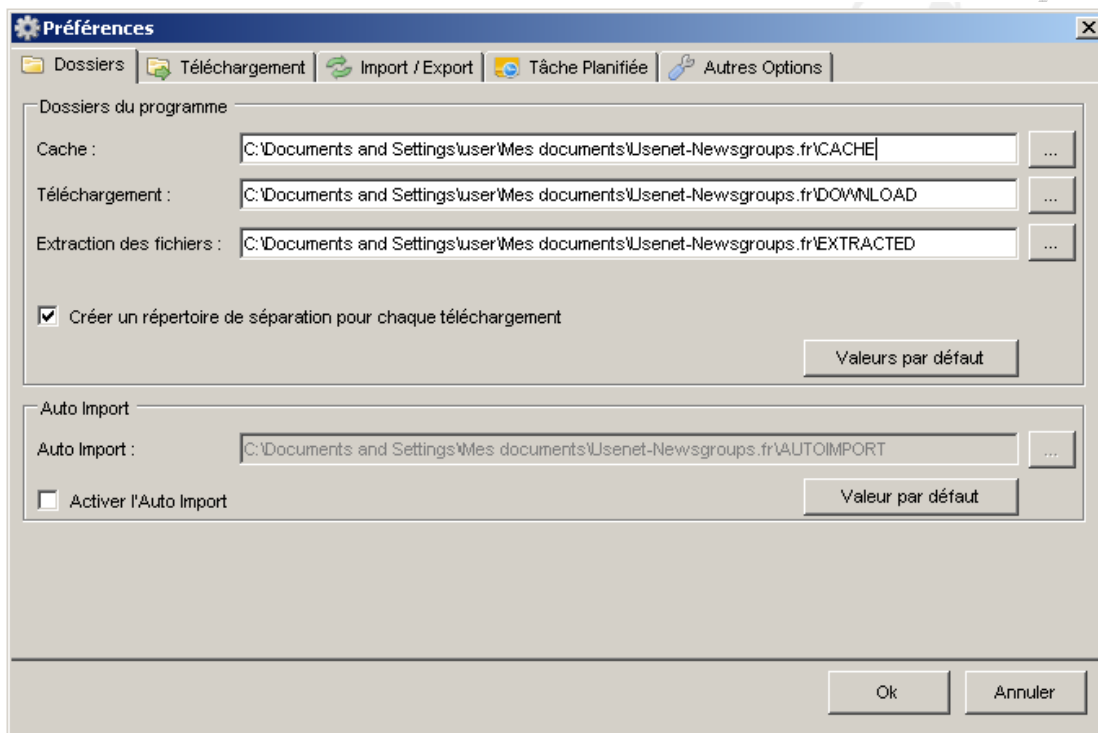 Préférences
Dossiers Téléchargement Import / Export Tâche Planifiée Autres Options
Dossiers du programme
Cache : C:\Documents and Settings\user\Mes documents\Usenet-Newsgroups.fr\CACHE ...
Téléchargement : C:\Documents and Settings\user\Mes documents\Usenet-Newsgroups.fr\DOWNLOAD ...
Extraction des fichiers : C:\Documents and Settings\user\Mes documents\Usenet-Newsgroups.fr\EXTRACTED ...
Créer un répertoire de séparation pour chaque téléchargement
Valeurs par défaut
Auto Import
Auto Import : C:\Documents and Settings\Mes documents\Usenet-Newsgroups.fr\AUTOIMPORT ...
Activer l'Auto Import Valeur par défaut
Ok Annuler